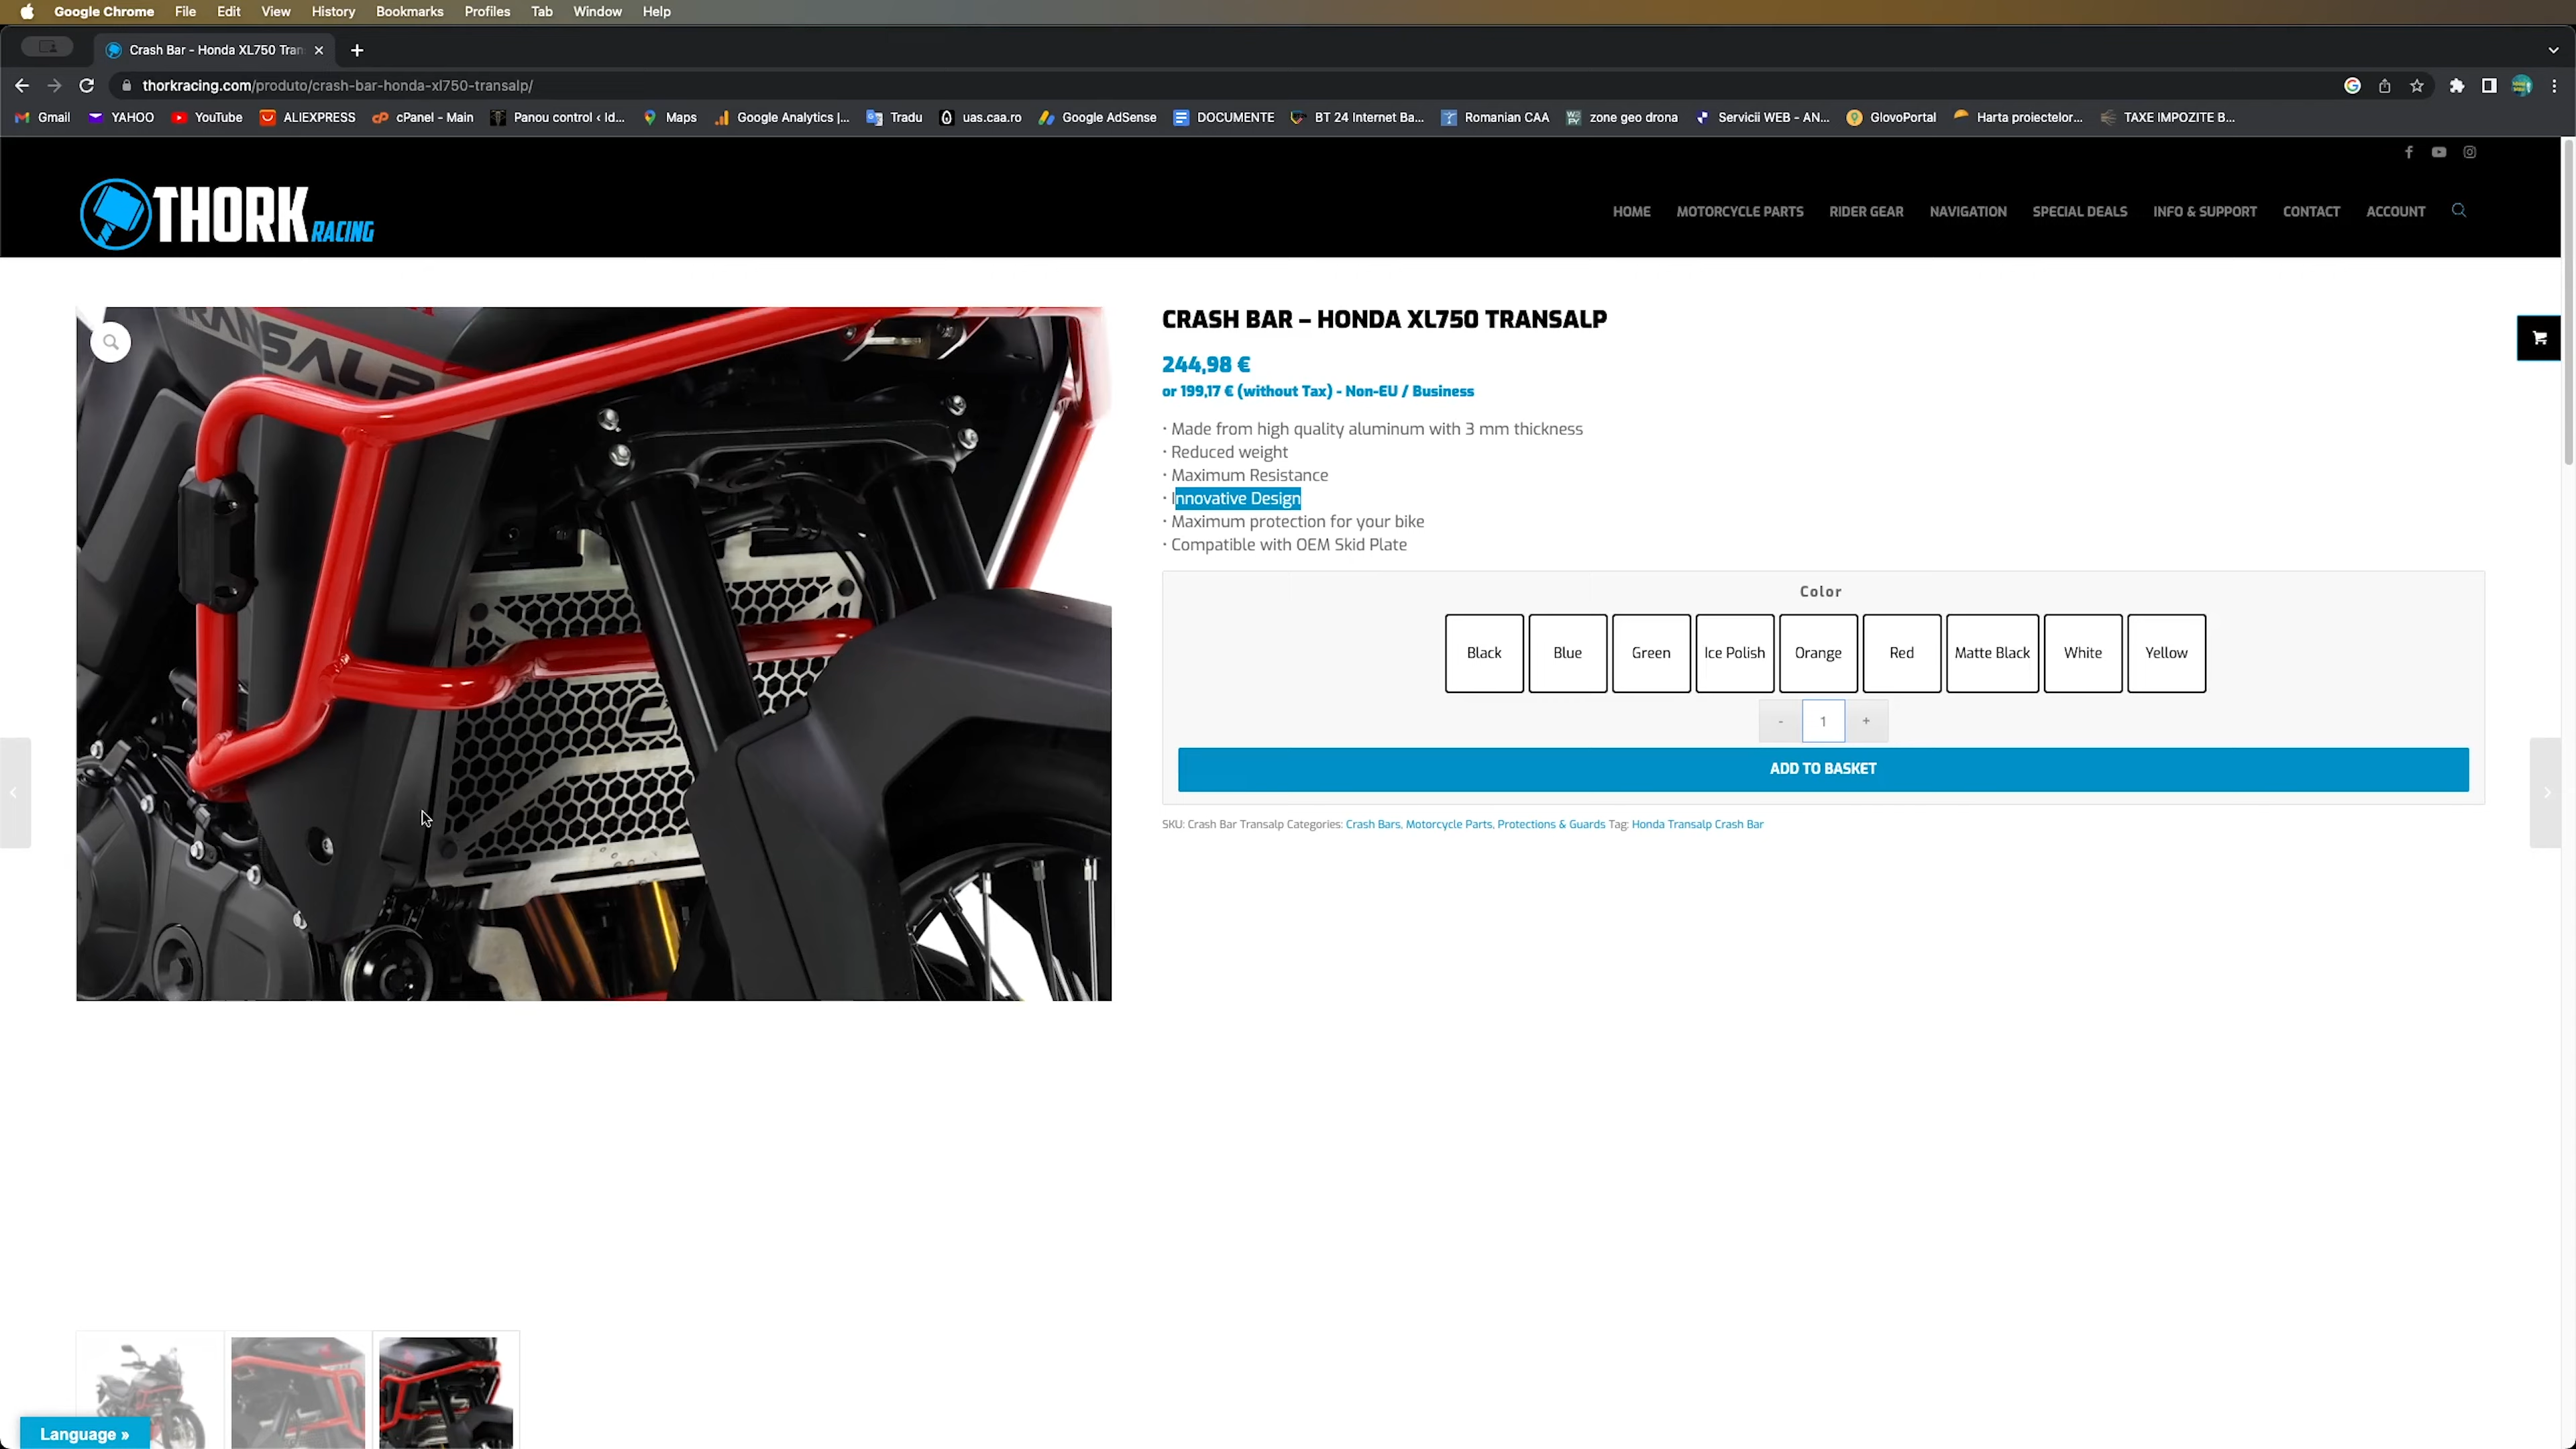 Google Chrome File Edit View History Bookmarks Profiles Tab Window Help
Crash Bar - Honda XL750 Tran
thorkracing.com/produto/crash-bar-honda-xl750-transalp/
Gmail YAHOO YouTube ALIEXPRESS cPanel - Main Panou control ‹ Id... Maps Google Analytics |... Tradu uas.caa.ro Google AdSense DOCUMENTE BT 24 Internet Ba... Romanian CAA zone geo drona Servicii WEB - AN... GlovoPortal Harta proiectelor... TAXE IMPOZITE B...
THORK RACING
HOME MOTORCYCLE PARTS RIDER GEAR NAVIGATION SPECIAL DEALS INFO & SUPPORT CONTACT ACCOUNT
TRANSALP
CRASH BAR – HONDA XL750 TRANSALP
244,98 €
or 199,17 € (without Tax) - Non-EU / Business
· Made from high quality aluminum with 3 mm thickness
· Reduced weight
· Maximum Resistance
· Innovative Design
· Maximum protection for your bike
· Compatible with OEM Skid Plate
Color
Black Blue Green Ice Polish Orange Red Matte Black White Yellow
- 1 +
ADD TO BASKET
SKU: Crash Bar Transalp Categories: Crash Bars, Motorcycle Parts, Protections & Guards Tag: Honda Transalp Crash Bar
Language »